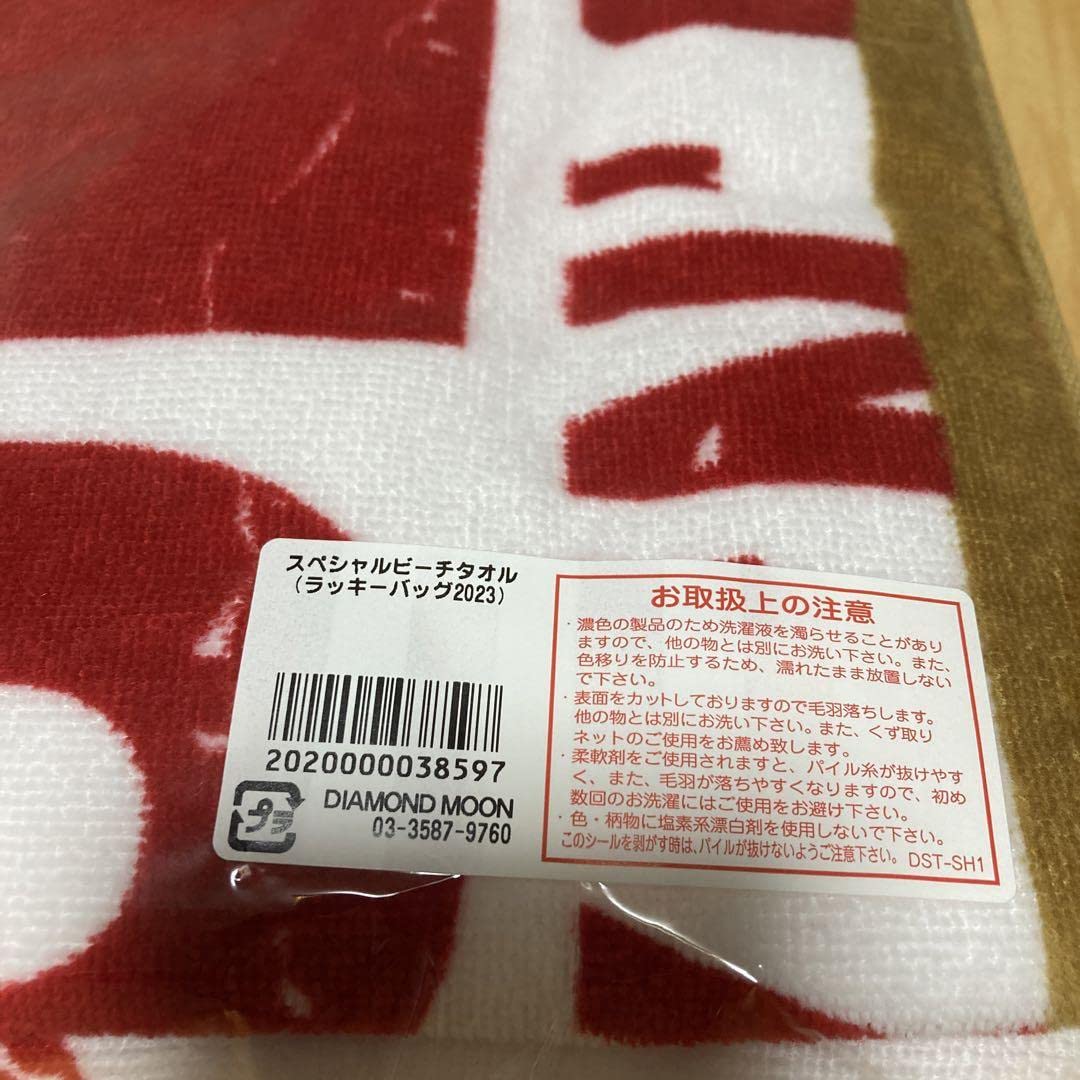 スペシャルビーチタオル
（ラッキーバッグ2023）
2020000038597
プラ
DIAMOND MOON
03-3587-9760
お取扱上の注意
・濃色の製品のため洗濯液を濁らせることがあり
ますので、他の物とは別にお洗い下さい。また、
色移りを防止するため、濡れたまま放置しない
で下さい。
・表面をカットしておりますので毛羽落ちします。
他の物とは別にお洗い下さい。また、くず取り
ネットのご使用をお薦め致します。
・柔軟剤をご使用されますと、パイル糸が抜けやす
く、また、毛羽が落ちやすくなりますので、初め
数回のお洗濯にはご使用をお避け下さい。
・色・柄物に塩素系漂白剤を使用しないで下さい。
このシールを剥がす時は、パイルが抜けないようご注意下さい。 DST-SH1